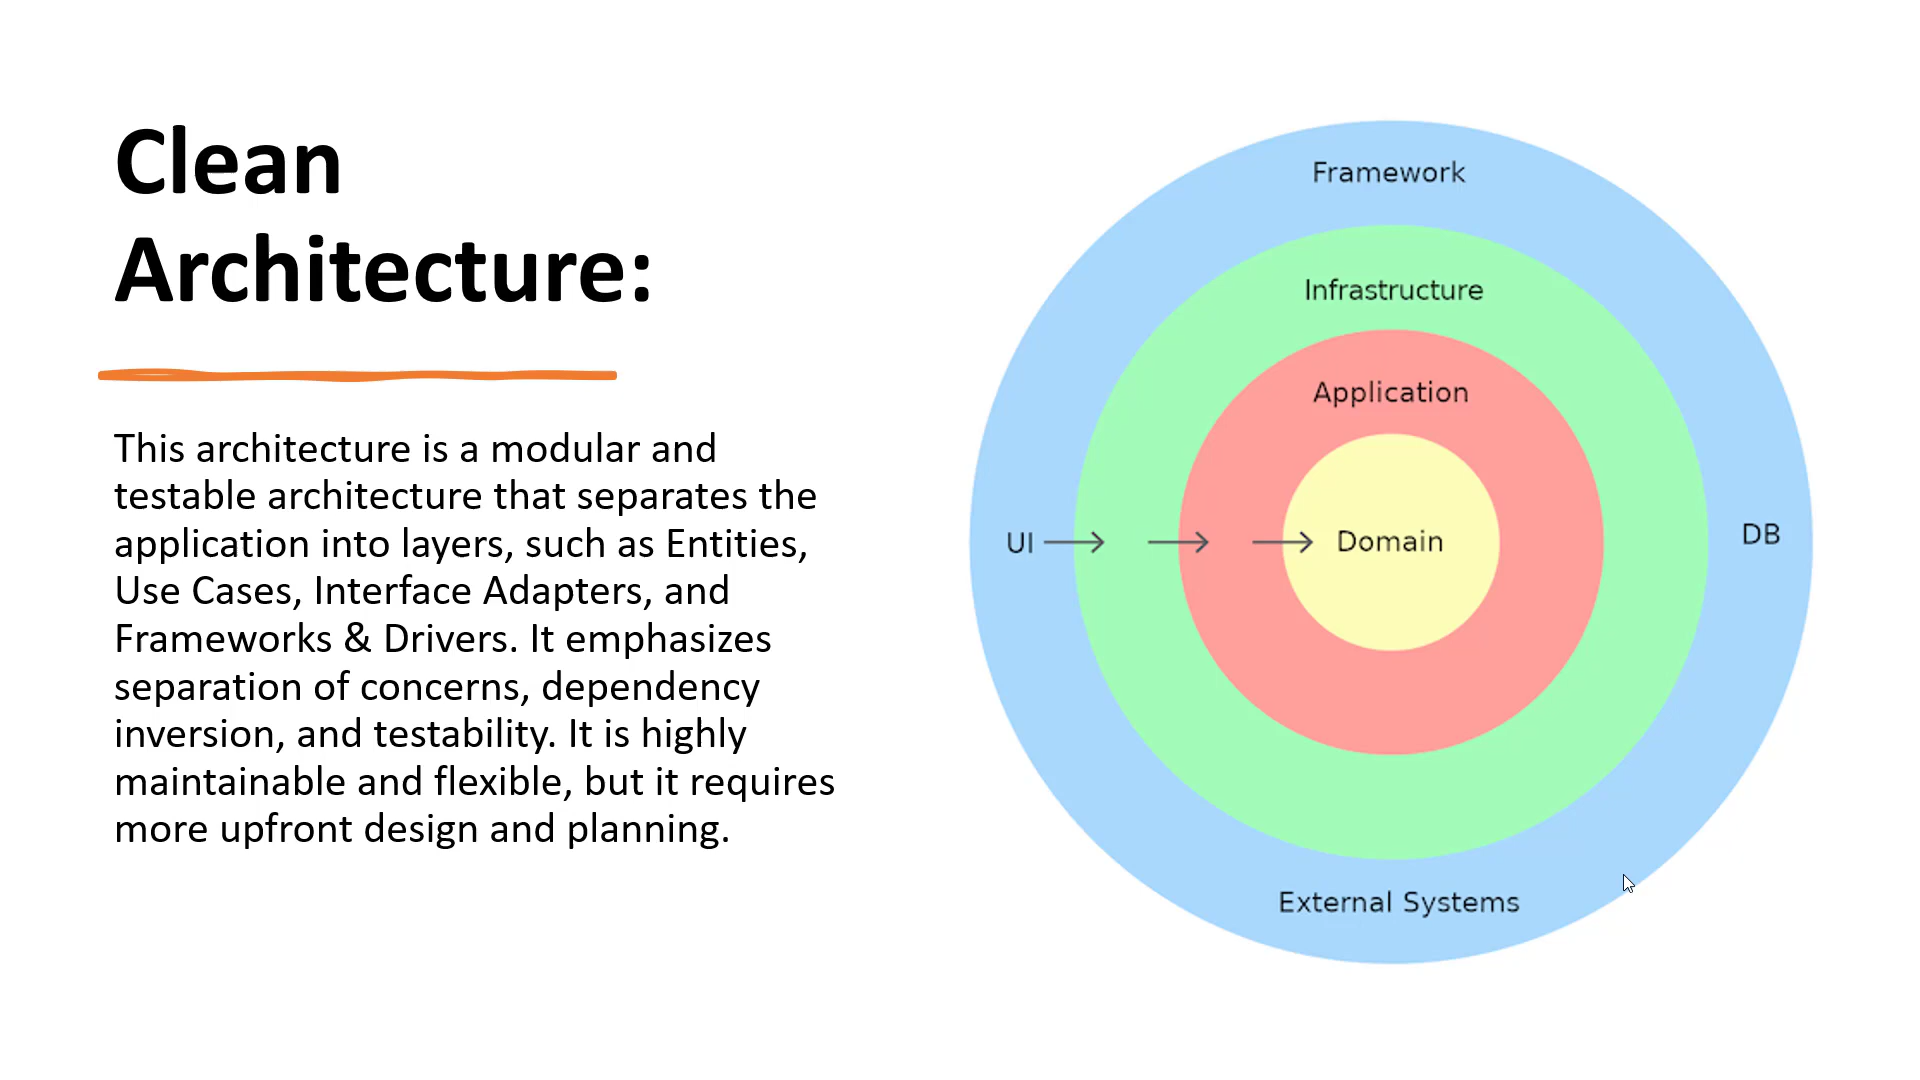 Clean
Architecture:
This architecture is a modular and
testable architecture that separates the
application into layers, such as Entities,
Use Cases, Interface Adapters, and
Frameworks & Drivers. It emphasizes
separation of concerns, dependency
inversion, and testability. It is highly
maintainable and flexible, but it requires
more upfront design and planning.
Framework
Infrastructure
Application
UI
Domain
DB
External Systems